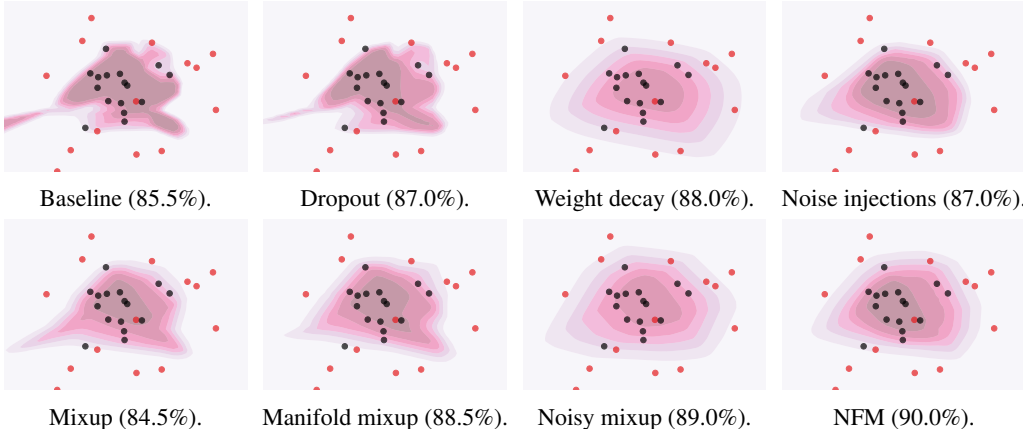 Baseline (85.5%).
Dropout (87.0%).
Weight decay (88.0%).
Noise injections (87.0%).
Mixup (84.5%).
Manifold mixup (88.5%).
Noisy mixup (89.0%).
NFM (90.0%).